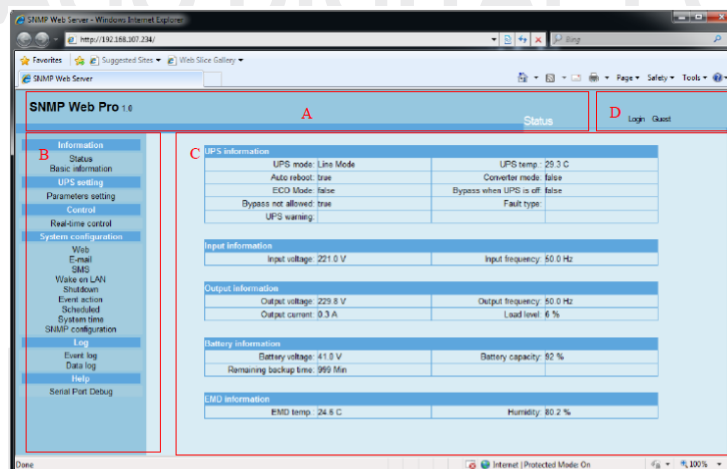 SNMP Web Server - Windows Internet Explorer
http://192.168.107.234/
Bing
Favorites Suggested Sites Web Slice Gallery
SNMP Web Server
Page Safety Tools
SNMP Web Pro 1.0
A
D
Status
Login Guest
Information
B
Status
Basic information
UPS setting
Parameters setting
Control
Real-time control
System configuration
Web
E-mail
SMS
Wake on LAN
Shutdown
Event action
Scheduled
System time
SNMP configuration
Log
Event log
Data log
Help
Serial Port Debug
C
UPS information
UPS mode: Line Mode UPS temp.: 29.3 C
Auto reboot: true Converter mode: false
ECO Mode: false Bypass when UPS is off: false
Bypass not allowed: true Fault type:
UPS warning:
Input information
Input voltage: 221.0 V Input frequency: 50.0 Hz
Output information
Output voltage: 229.8 V Output frequency: 50.0 Hz
Output current: 0.3 A Load level: 6 %
Battery information
Battery voltage: 41.0 V Battery capacity: 92 %
Remaining backup time: 999 Min
EMD information
EMD temp.: 24.6 C Humidity: 80.2 %
Done
Internet | Protected Mode: On
100%